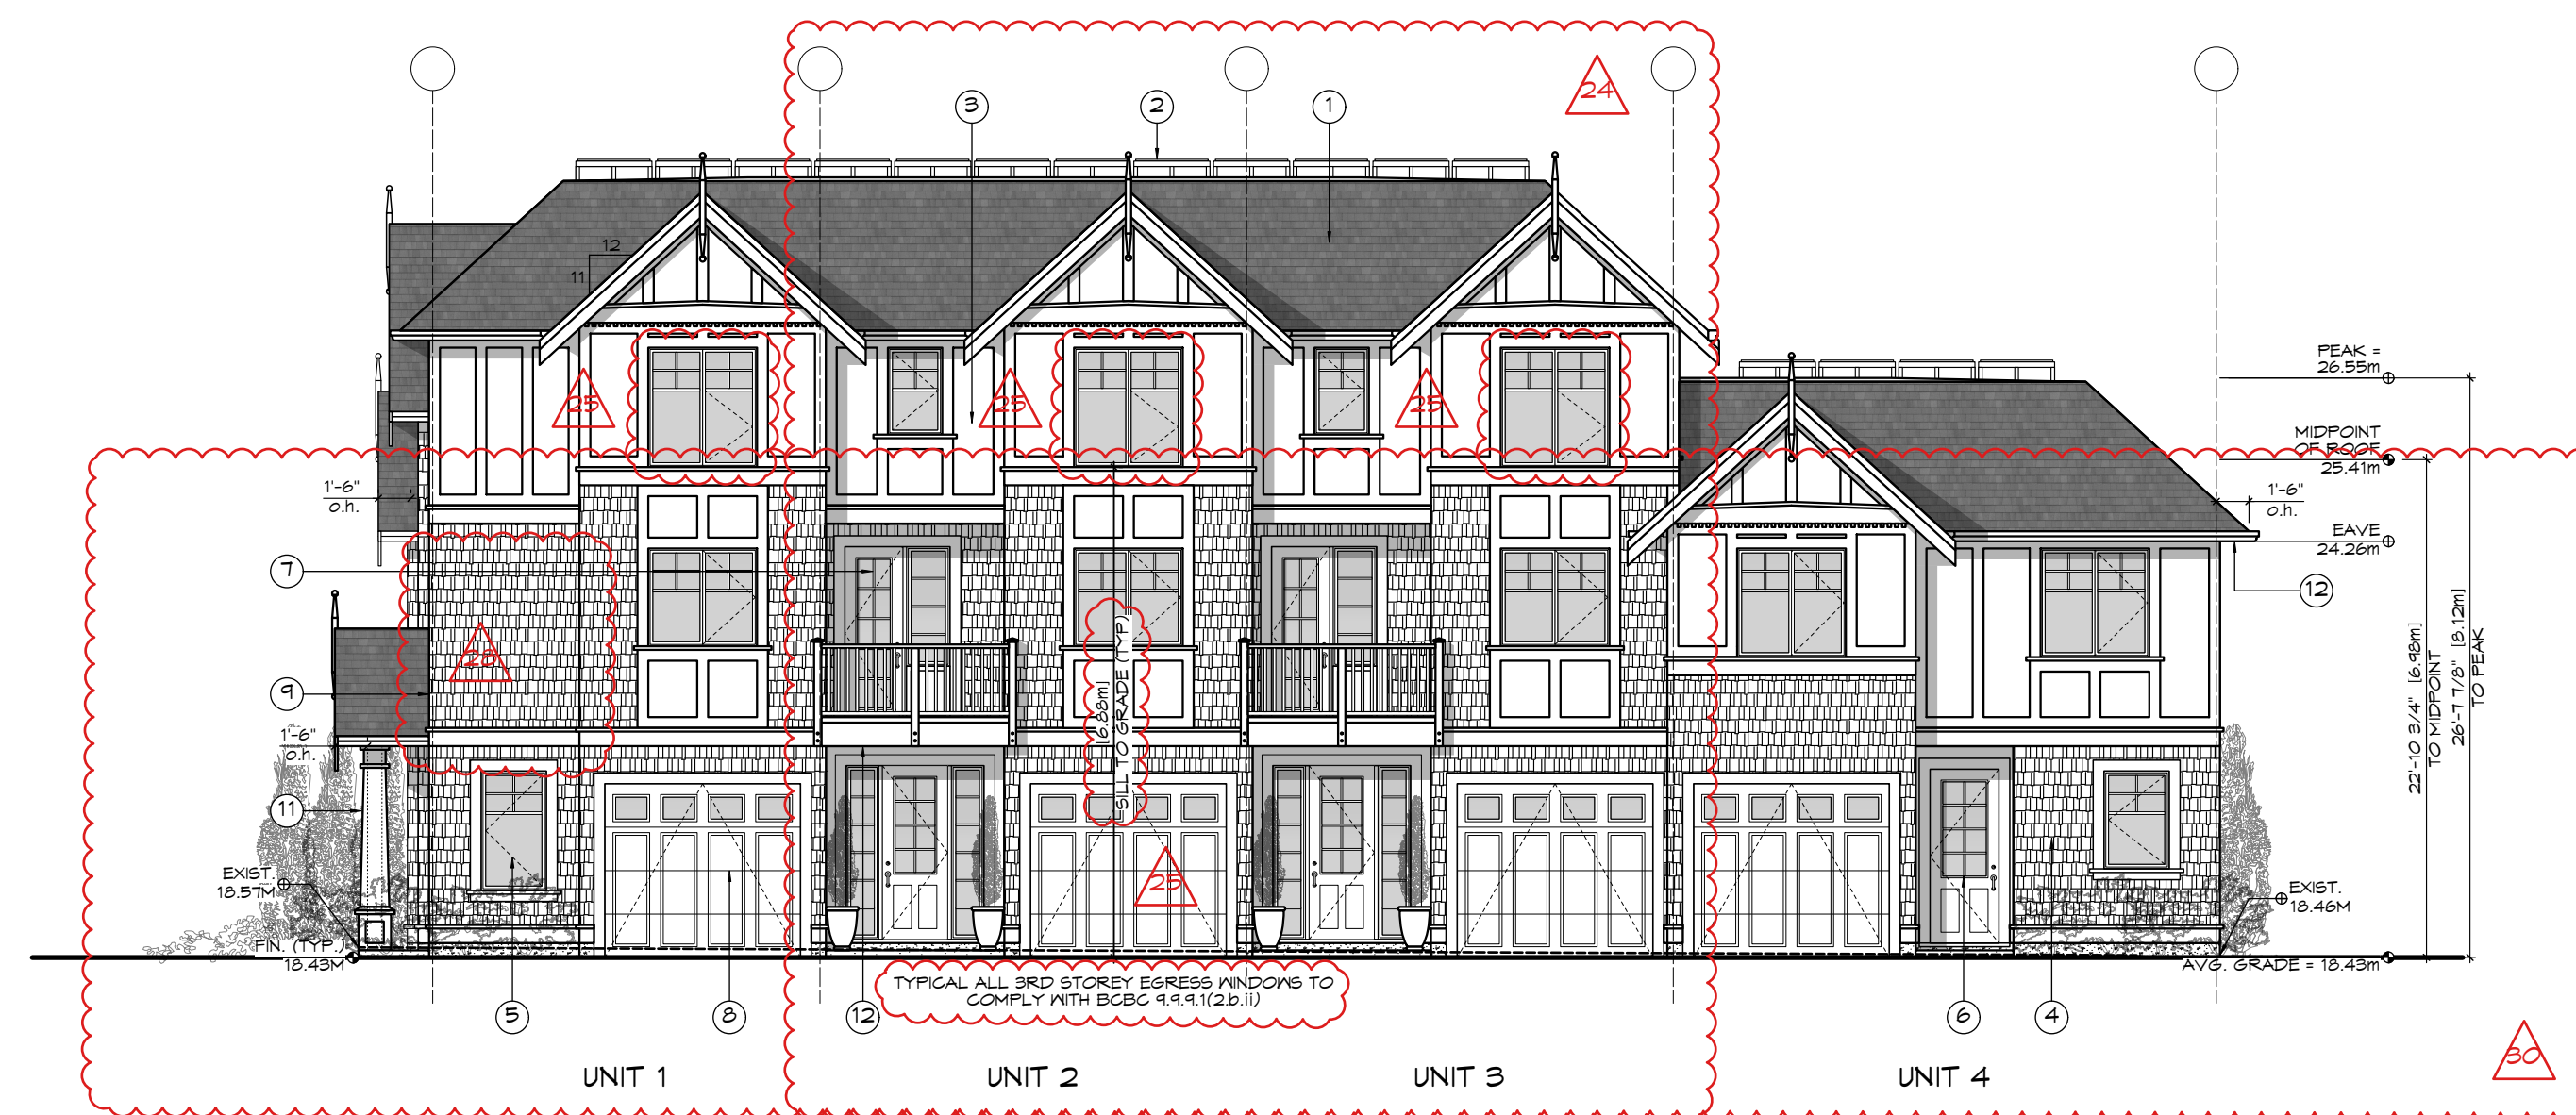 24
3
2
1
12
11
PEAK =
26.55m
25
25
25
MIDPOINT
OF ROOF
25.41m
1'-6"
O.h.
1'-6"
O.h.
EAVE
24.26m
7
12
28
9
1'-6"
O.h.
[6.88m]
SILL TO GRADE (TYP)
22'-10 3/4" [6.98m]
TO MIDPOINT
26'-7 7/8" [8.12m]
TO PEAK
11
EXIST.
18.57M
25
EXIST.
18.46M
FIN. (TYP.)
18.43M
AVG. GRADE = 18.43m
TYPICAL ALL 3RD STOREY EGRESS WINDOWS TO
COMPLY WITH BCBC 9.9.9.1(2.b.ii)
5
8
12
6
4
30
UNIT 1
UNIT 2
UNIT 3
UNIT 4